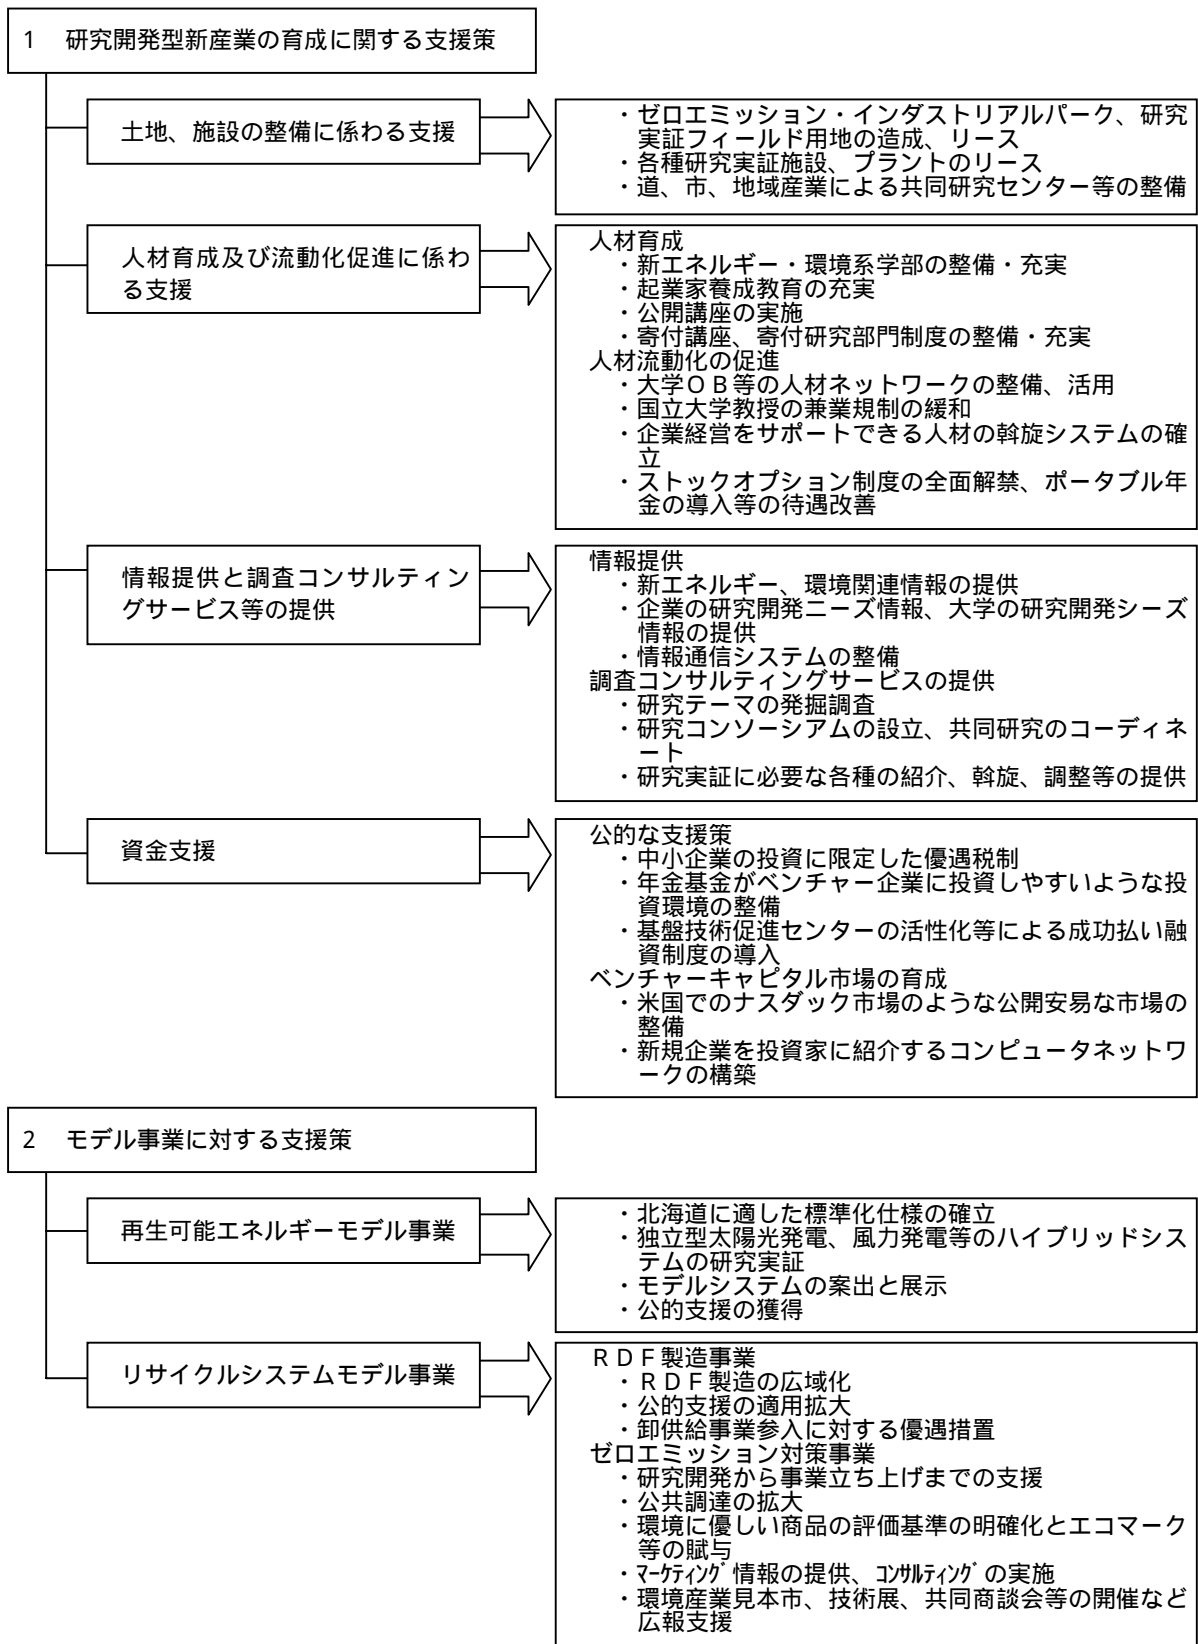 1 研究開発型新産業の育成に関する支援策
土地、施設の整備に係わる支援
・ゼロエミッション・インダストリアルパーク、研究
実証フィールド用地の造成、リース
・各種研究実証施設、プラントのリース
・道、市、地域産業による共同研究センター等の整備
人材育成及び流動化促進に係わ
る支援
人材育成
・新エネルギー・環境系学部の整備・充実
・起業家養成教育の充実
・公開講座の実施
・寄付講座、寄付研究部門制度の整備・充実
人材流動化の促進
・大学ＯＢ等の人材ネットワークの整備、活用
・国立大学教授の兼業規制の緩和
・企業経営をサポートできる人材の斡旋システムの確
立
・ストックオプション制度の全面解禁、ポータブル年
金の導入等の待遇改善
情報提供と調査コンサルティン
グサービス等の提供
情報提供
・新エネルギー、環境関連情報の提供
・企業の研究開発ニーズ情報、大学の研究開発シーズ
情報の提供
・情報通信システムの整備
調査コンサルティングサービスの提供
・研究テーマの発掘調査
・研究コンソーシアムの設立、共同研究のコーディネ
ート
・研究実証に必要な各種の紹介、斡旋、調整等の提供
資金支援
公的な支援策
・中小企業の投資に限定した優遇税制
・年金基金がベンチャー企業に投資しやすいような投
資環境の整備
・基盤技術促進センターの活性化等による成功払い融
資制度の導入
ベンチャーキャピタル市場の育成
・米国でのナスダック市場のような公開安易な市場の
整備
・新規企業を投資家に紹介するコンピュータネットワ
ークの構築
2 モデル事業に対する支援策
再生可能エネルギーモデル事業
・北海道に適した標準化仕様の確立
・独立型太陽光発電、風力発電等のハイブリッドシス
テムの研究実証
・モデルシステムの案出と展示
・公的支援の獲得
リサイクルシステムモデル事業
ＲＤＦ製造事業
・ＲＤＦ製造の広域化
・公的支援の適用拡大
・卸供給事業参入に対する優遇措置
ゼロエミッション対策事業
・研究開発から事業立ち上げまでの支援
・公共調達の拡大
・環境に優しい商品の評価基準の明確化とエコマーク
等の賦与
・ﾏｰｹﾃｨﾝｸﾞ情報の提供、ｺﾝｻﾙﾃｨﾝｸﾞの実施
・環境産業見本市、技術展、共同商談会等の開催など
広報支援